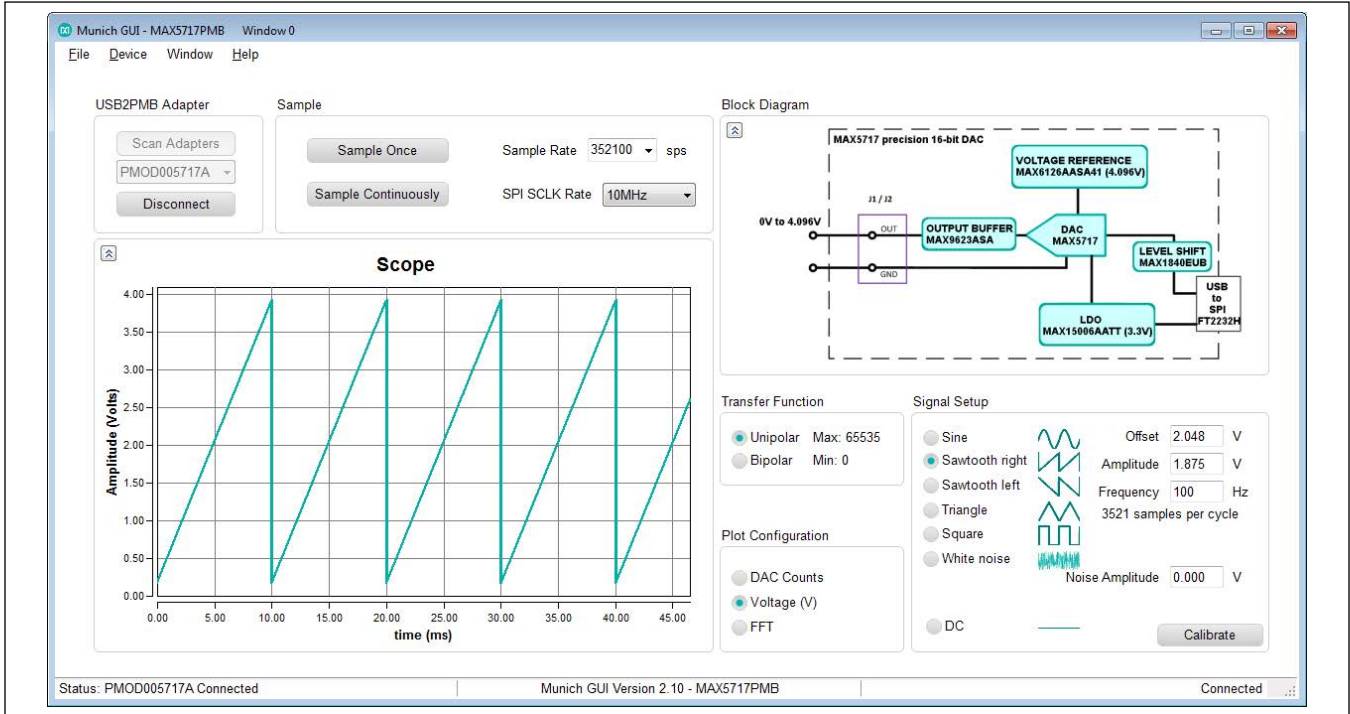 Munich GUI - MAX5717PMB Window 0
File Device Window Help
USB2PMB Adapter
Scan Adapters
PMOD005717A
Disconnect
Sample
Sample Once
Sample Rate 352100 sps
Sample Continuously
SPI SCLK Rate 10MHz
Scope
Amplitude (Volts)
4.00
3.50
3.00
2.50
2.00
1.50
1.00
0.50
0.00
0.00 5.00 10.00 15.00 20.00 25.00 30.00 35.00 40.00 45.00
time (ms)
Block Diagram
MAX5717 precision 16-bit DAC
VOLTAGE REFERENCE
MAX6126AASA41 (4.096V)
J1 / J2
0V to 4.096V
OUT
GND
OUTPUT BUFFER
MAX9623ASA
DAC
MAX5717
LEVEL SHIFT
MAX1840EUB
USB
to
SPI
FT2232H
LDO
MAX15006AATT (3.3V)
Transfer Function
Unipolar Max: 65535
Bipolar Min: 0
Plot Configuration
DAC Counts
Voltage (V)
FFT
Signal Setup
Sine
Sawtooth right
Sawtooth left
Triangle
Square
White noise
DC
Offset 2.048 V
Amplitude 1.875 V
Frequency 100 Hz
3521 samples per cycle
Noise Amplitude 0.000 V
Calibrate
Status: PMOD005717A Connected
Munich GUI Version 2.10 - MAX5717PMB
Connected